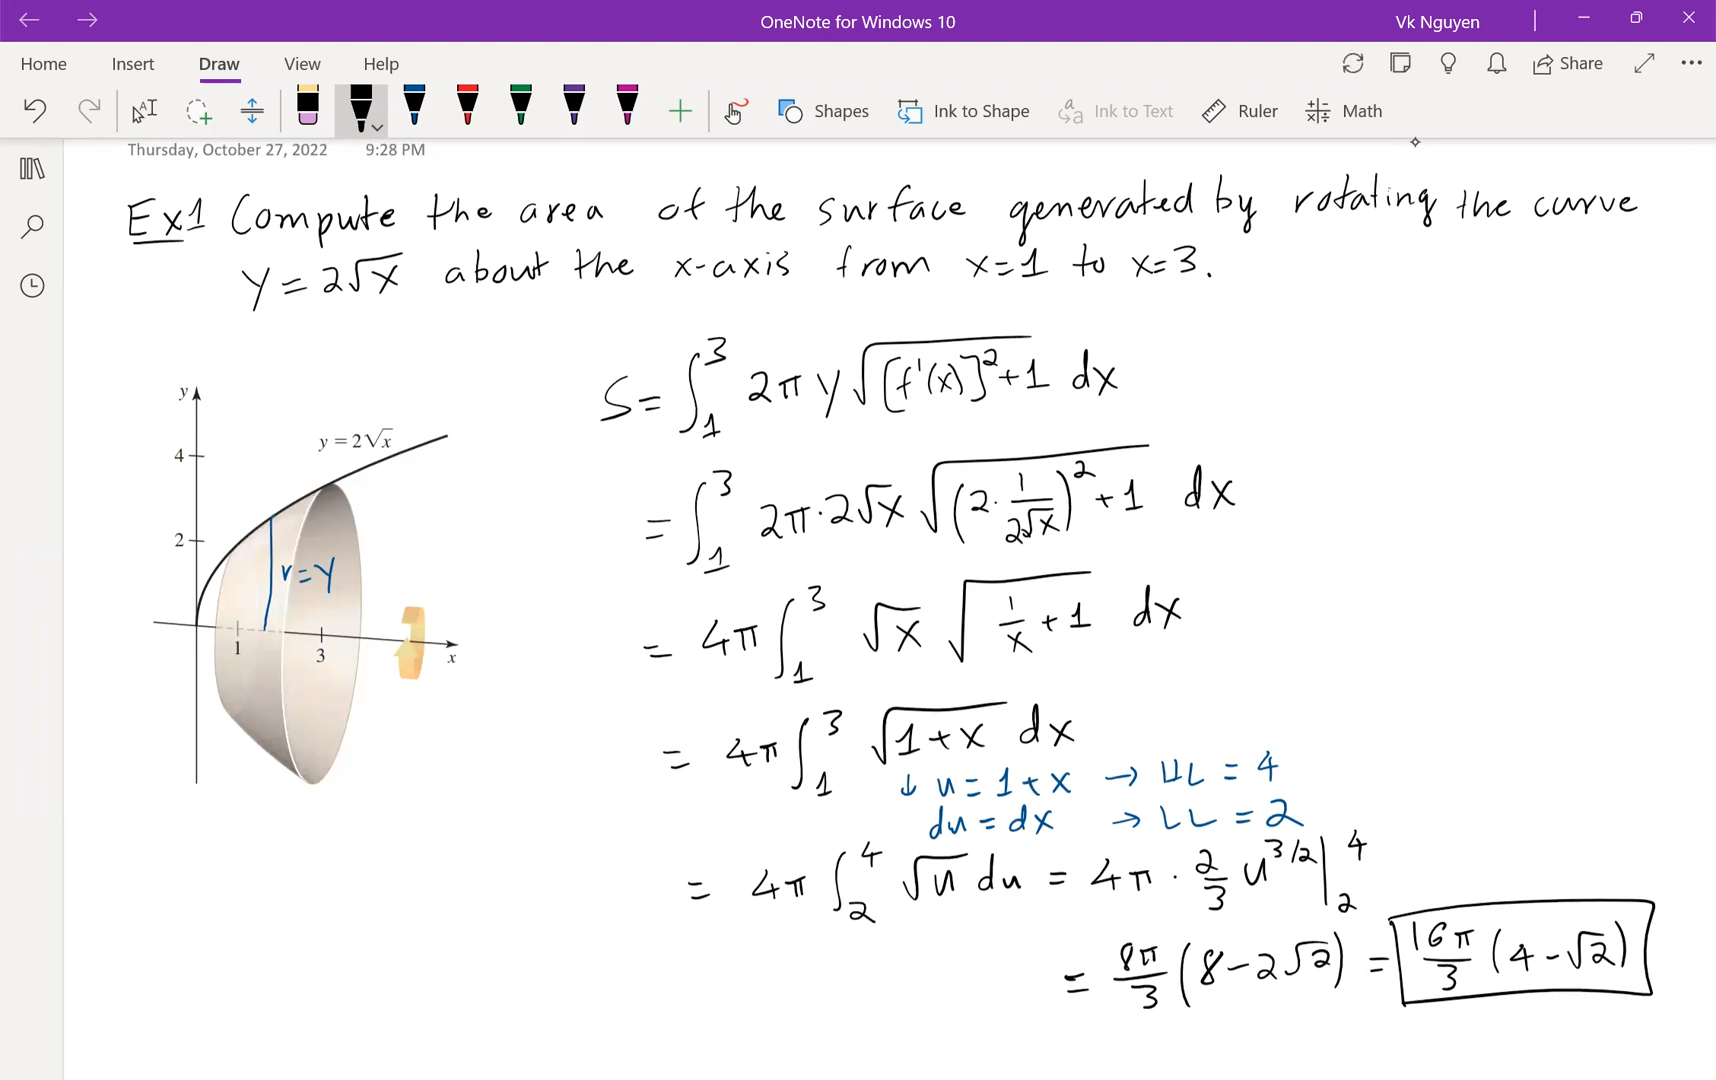 OneNote for Windows 10
Vk Nguyen
Home Insert Draw View Help
Share
Shapes Ink to Shape Ink to Text Ruler Math
Thursday, October 27, 2022 9:28 PM
Ex1 Compute the area of the surface generated by rotating the curve
y = 2√x about the x-axis from x=1 to x=3.
S = ∫₁³ 2π y √([f'(x)]² + 1) dx
= ∫₁³ 2π · 2√x √((2 · 1/(2√x))² + 1) dx
= 4π ∫₁³ √x √(1/x + 1) dx
= 4π ∫₁³ √(1+x) dx
↓ u = 1 + x → UL = 4
du = dx → LL = 2
= 4π ∫₂⁴ √u du = 4π · 2/3 u^(3/2) |₂⁴
= 8π/3 (8 - 2√2) = 16π/3 (4 - √2)
y
y = 2√x
4
2
r = y
1
3
x